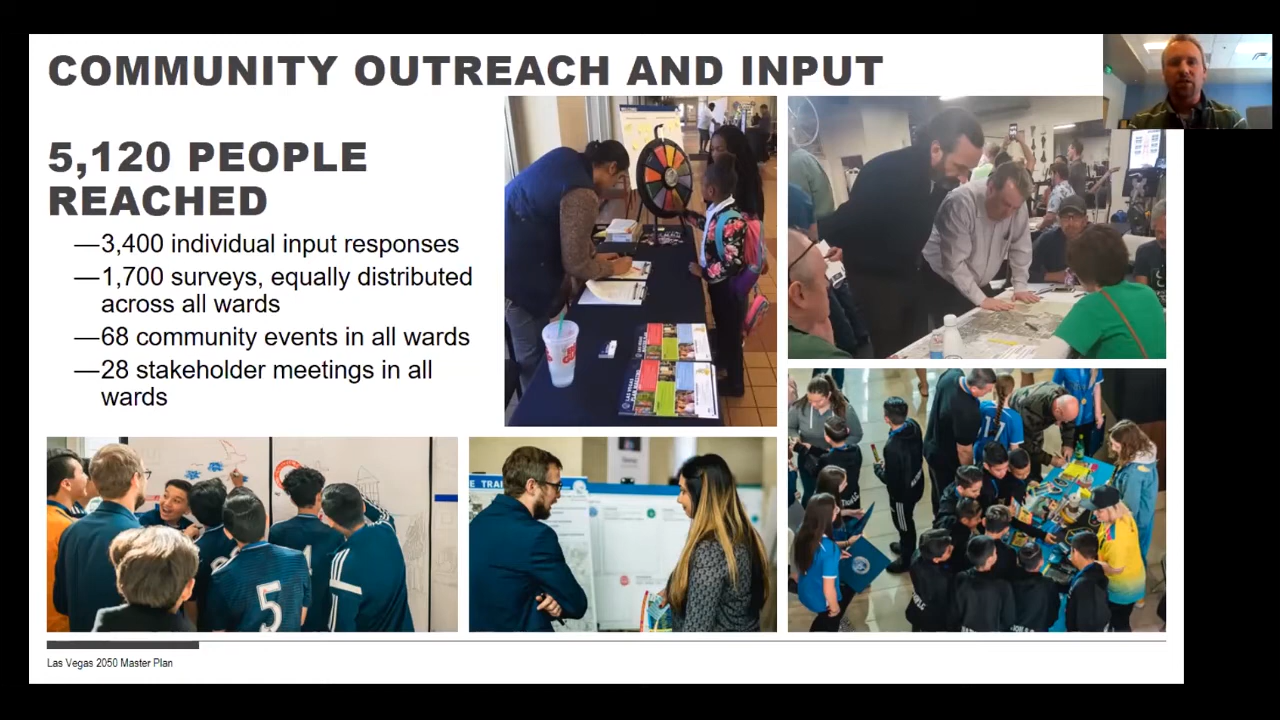 COMMUNITY OUTREACH AND INPUT
5,120 PEOPLE
REACHED
—3,400 individual input responses
—1,700 surveys, equally distributed
across all wards
—68 community events in all wards
—28 stakeholder meetings in all
wards
5
17
Las Vegas 2050 Master Plan